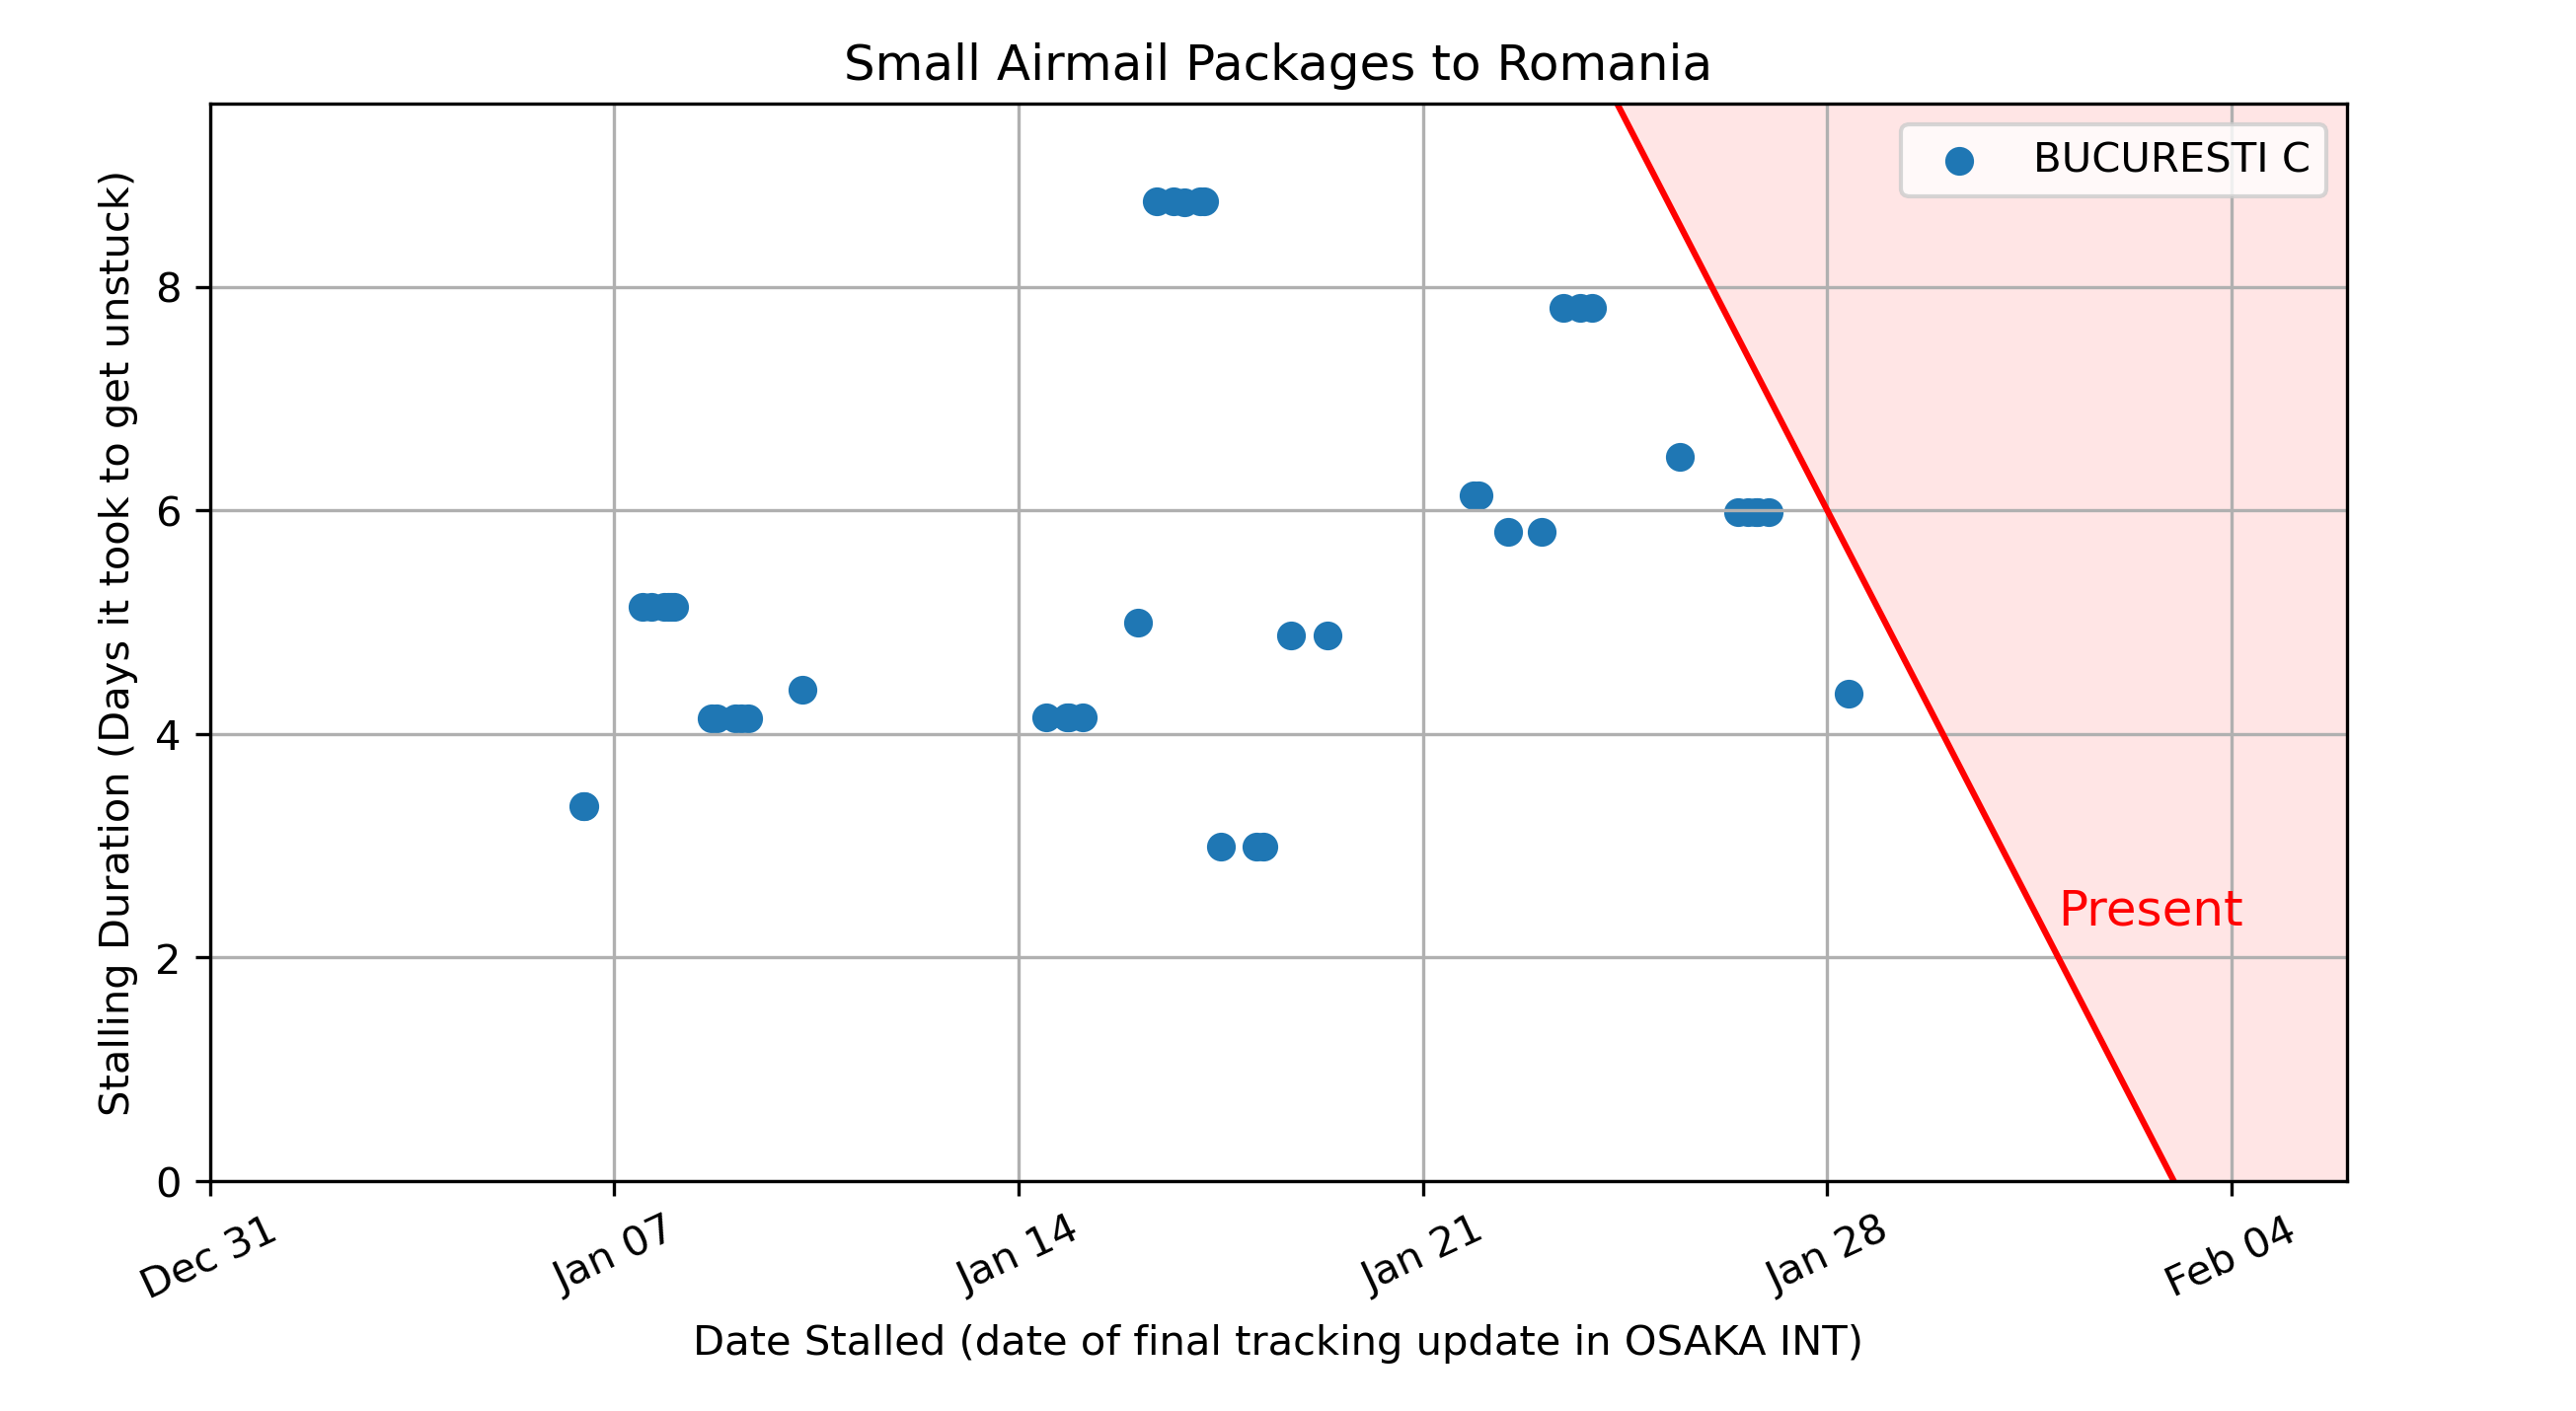 Small Airmail Packages to Romania
BUCURESTI C
Stalling Duration (Days it took to get unstuck)
8
6
4
2
0
Present
Dec 31
Jan 07
Jan 14
Jan 21
Jan 28
Feb 04
Date Stalled (date of final tracking update in OSAKA INT)